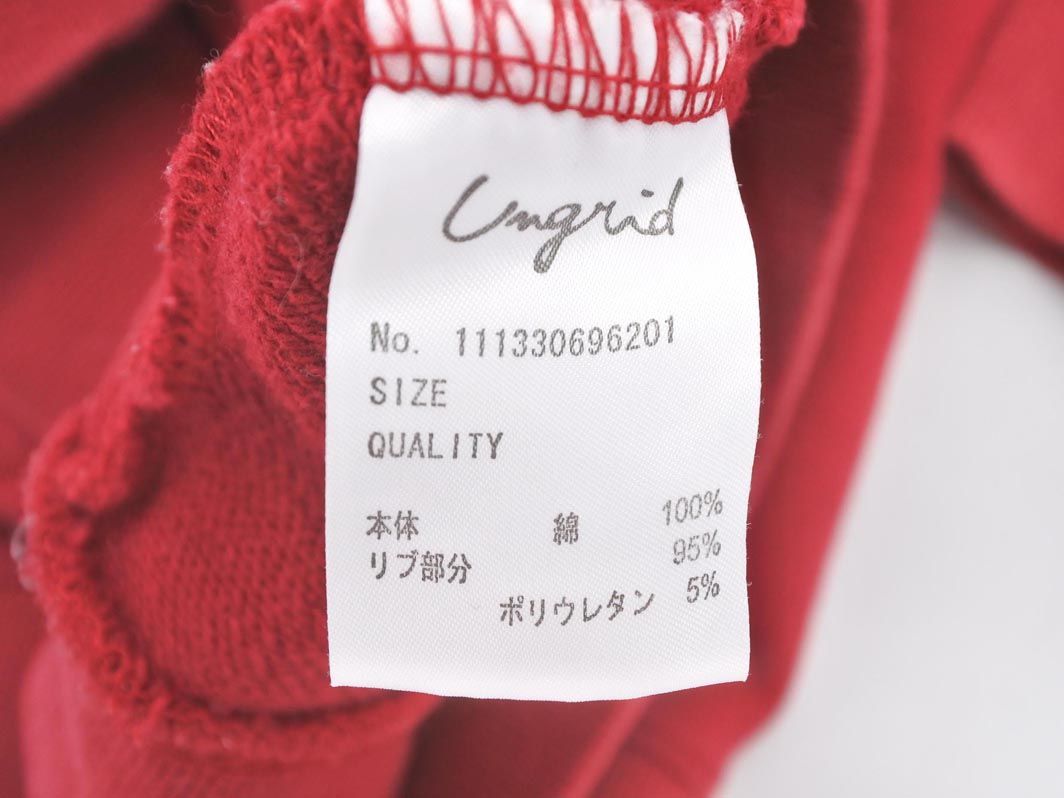 Ungrid
No. 111330696201
SIZE
QUALITY
本体 綿 100%
リブ部分 95%
ポリウレタン 5%